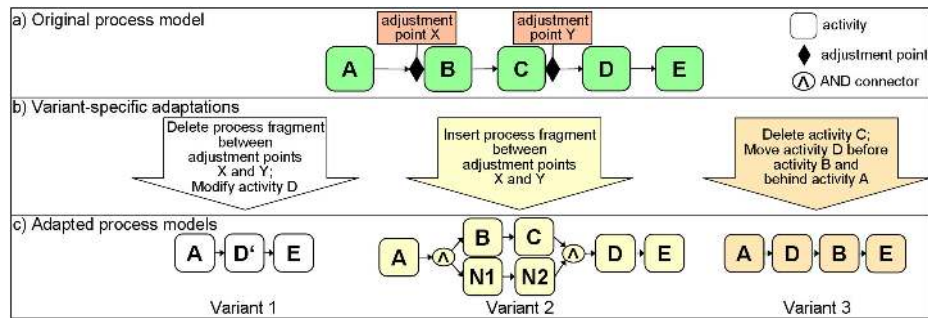 a) Original process model
adjustment
point X
adjustment
point Y
activity
adjustment point
AND connector
A
B
C
D
E
b) Variant-specific adaptations
Delete process fragment
between
adjustment points
X and Y;
Modify activity D
Insert process fragment
between
adjustment points
X and Y
Delete activity C;
Move activity D before
activity B and
behind activity A
c) Adapted process models
A
D‘
E
A
B
C
N1
N2
D
E
A
D
B
E
Variant 1
Variant 2
Variant 3